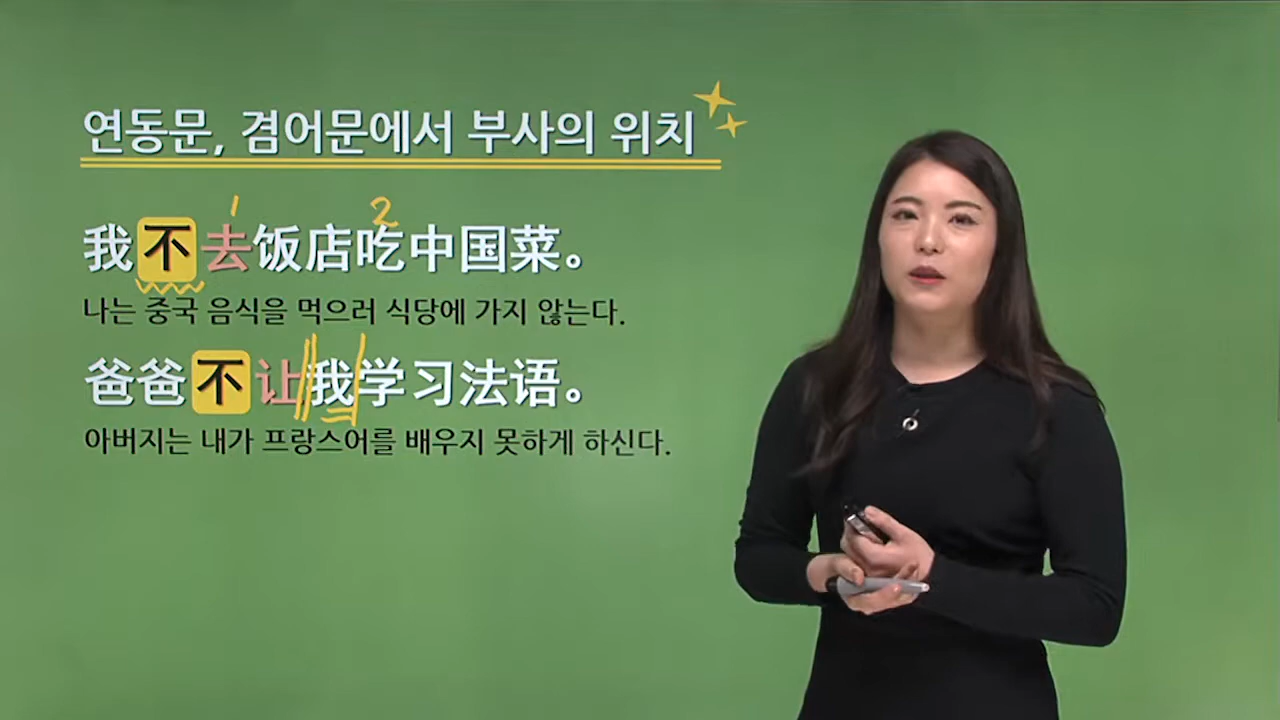 연동문, 겸어문에서 부사의 위치
1 2
我不去饭店吃中国菜。
나는 중국 음식을 먹으러 식당에 가지 않는다.
爸爸不让我学习法语。
아버지는 내가 프랑스어를 배우지 못하게 하신다.